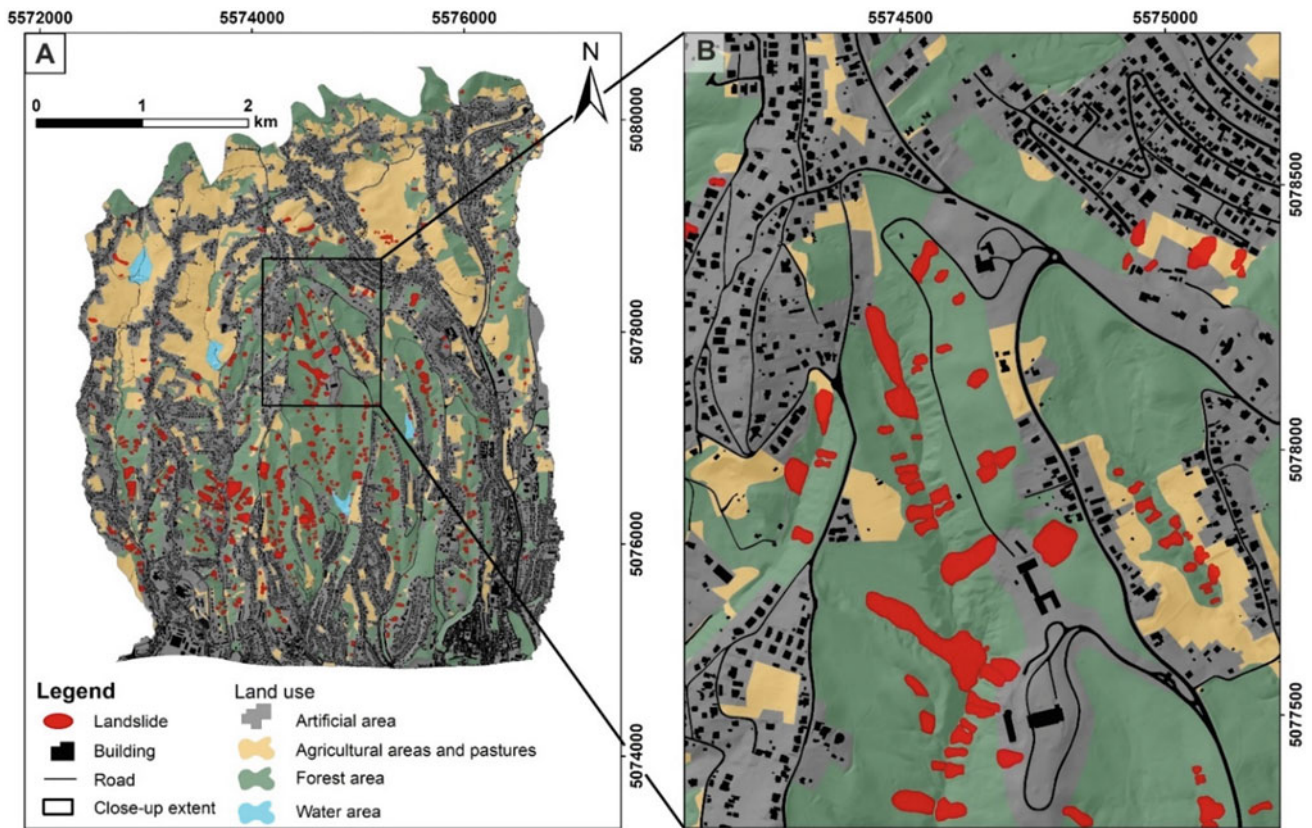 5572000 5574000 5576000
5574500 5575000
A
N
B
0 1 2
km
5080000
5078000
5076000
5074000
5078500
5078000
5077500
Legend
Landslide
Building
Road
Close-up extent
Land use
Artificial area
Agricultural areas and pastures
Forest area
Water area